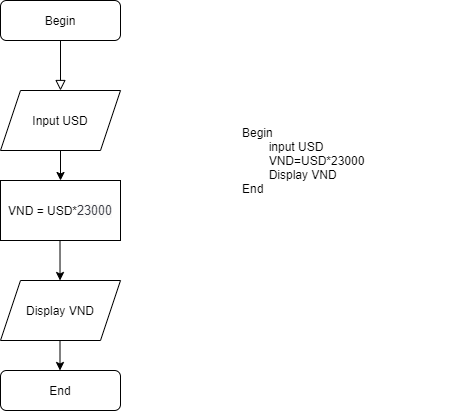 Begin
Input USD
VND = USD*23000
Display VND
End
Begin
input USD
VND=USD*23000
Display VND
End